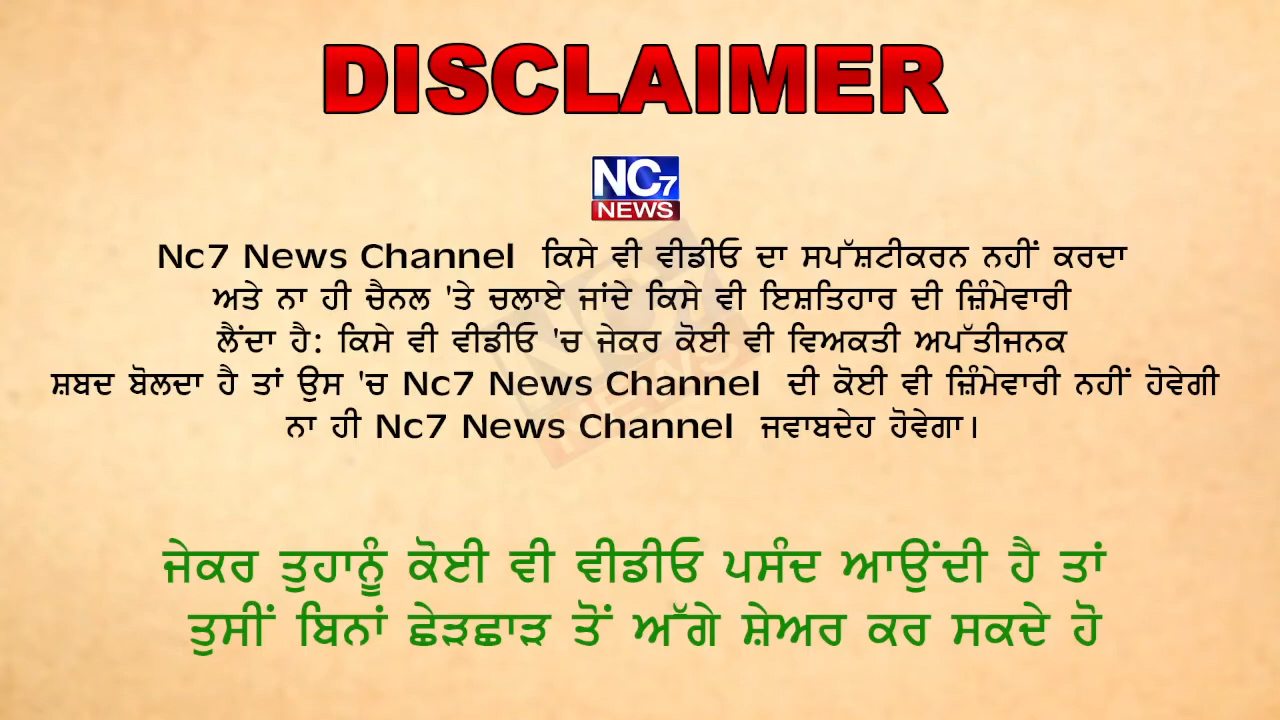 DISCLAIMER
NC7
NEWS
Nc7 News Channel ਕਿਸੇ ਵੀ ਵੀਡੀਓ ਦਾ ਸਪੱਸ਼ਟੀਕਰਨ ਨਹੀਂ ਕਰਦਾ
ਅਤੇ ਨਾ ਹੀ ਚੈਨਲ 'ਤੇ ਚਲਾਏ ਜਾਂਦੇ ਕਿਸੇ ਵੀ ਇਸ਼ਤਿਹਾਰ ਦੀ ਜ਼ਿੰਮੇਵਾਰੀ
ਲੈਂਦਾ ਹੈ: ਕਿਸੇ ਵੀ ਵੀਡੀਓ 'ਚ ਜੇਕਰ ਕੋਈ ਵੀ ਵਿਅਕਤੀ ਅਪੱਤੀਜਨਕ
ਸ਼ਬਦ ਬੋਲਦਾ ਹੈ ਤਾਂ ਉਸ 'ਚ Nc7 News Channel ਦੀ ਕੋਈ ਵੀ ਜ਼ਿੰਮੇਵਾਰੀ ਨਹੀਂ ਹੋਵੇਗੀ
ਨਾ ਹੀ Nc7 News Channel ਜਵਾਬਦੇਹ ਹੋਵੇਗਾ।
ਜੇਕਰ ਤੁਹਾਨੂੰ ਕੋਈ ਵੀ ਵੀਡੀਓ ਪਸੰਦ ਆਉਂਦੀ ਹੈ ਤਾਂ
ਤੁਸੀਂ ਬਿਨਾਂ ਛੇੜਛਾੜ ਤੋਂ ਅੱਗੇ ਸ਼ੇਅਰ ਕਰ ਸਕਦੇ ਹੋ